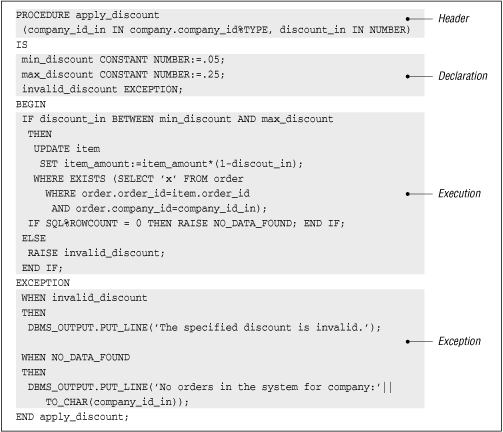 PROCEDURE apply_discount
(company_id_in IN company.company_id%TYPE, discount_in IN NUMBER)
Header
IS
min_discount CONSTANT NUMBER:=.05;
max_discount CONSTANT NUMBER:=.25;
Declaration
invalid_discount EXCEPTION;
BEGIN
IF discount_in BETWEEN min_discount AND max_discount
THEN
UPDATE item
SET item_amount:=item_amount*(1-discout_in);
WHERE EXISTS (SELECT 'x' FROM order
WHERE order.order_id=item.order_id
Execution
AND order.company_id=company_id_in);
IF SQL%ROWCOUNT = 0 THEN RAISE NO_DATA_FOUND; END IF;
ELSE
RAISE invalid_discount;
END IF;
EXCEPTION
WHEN invalid_discount
THEN
DBMS_OUTPUT.PUT_LINE('The specified discount is invalid.');
Exception
WHEN NO_DATA_FOUND
THEN
DBMS_OUTPUT.PUT_LINE('No orders in the system for company:'||
TO_CHAR(company_id_in));
END apply_discount;